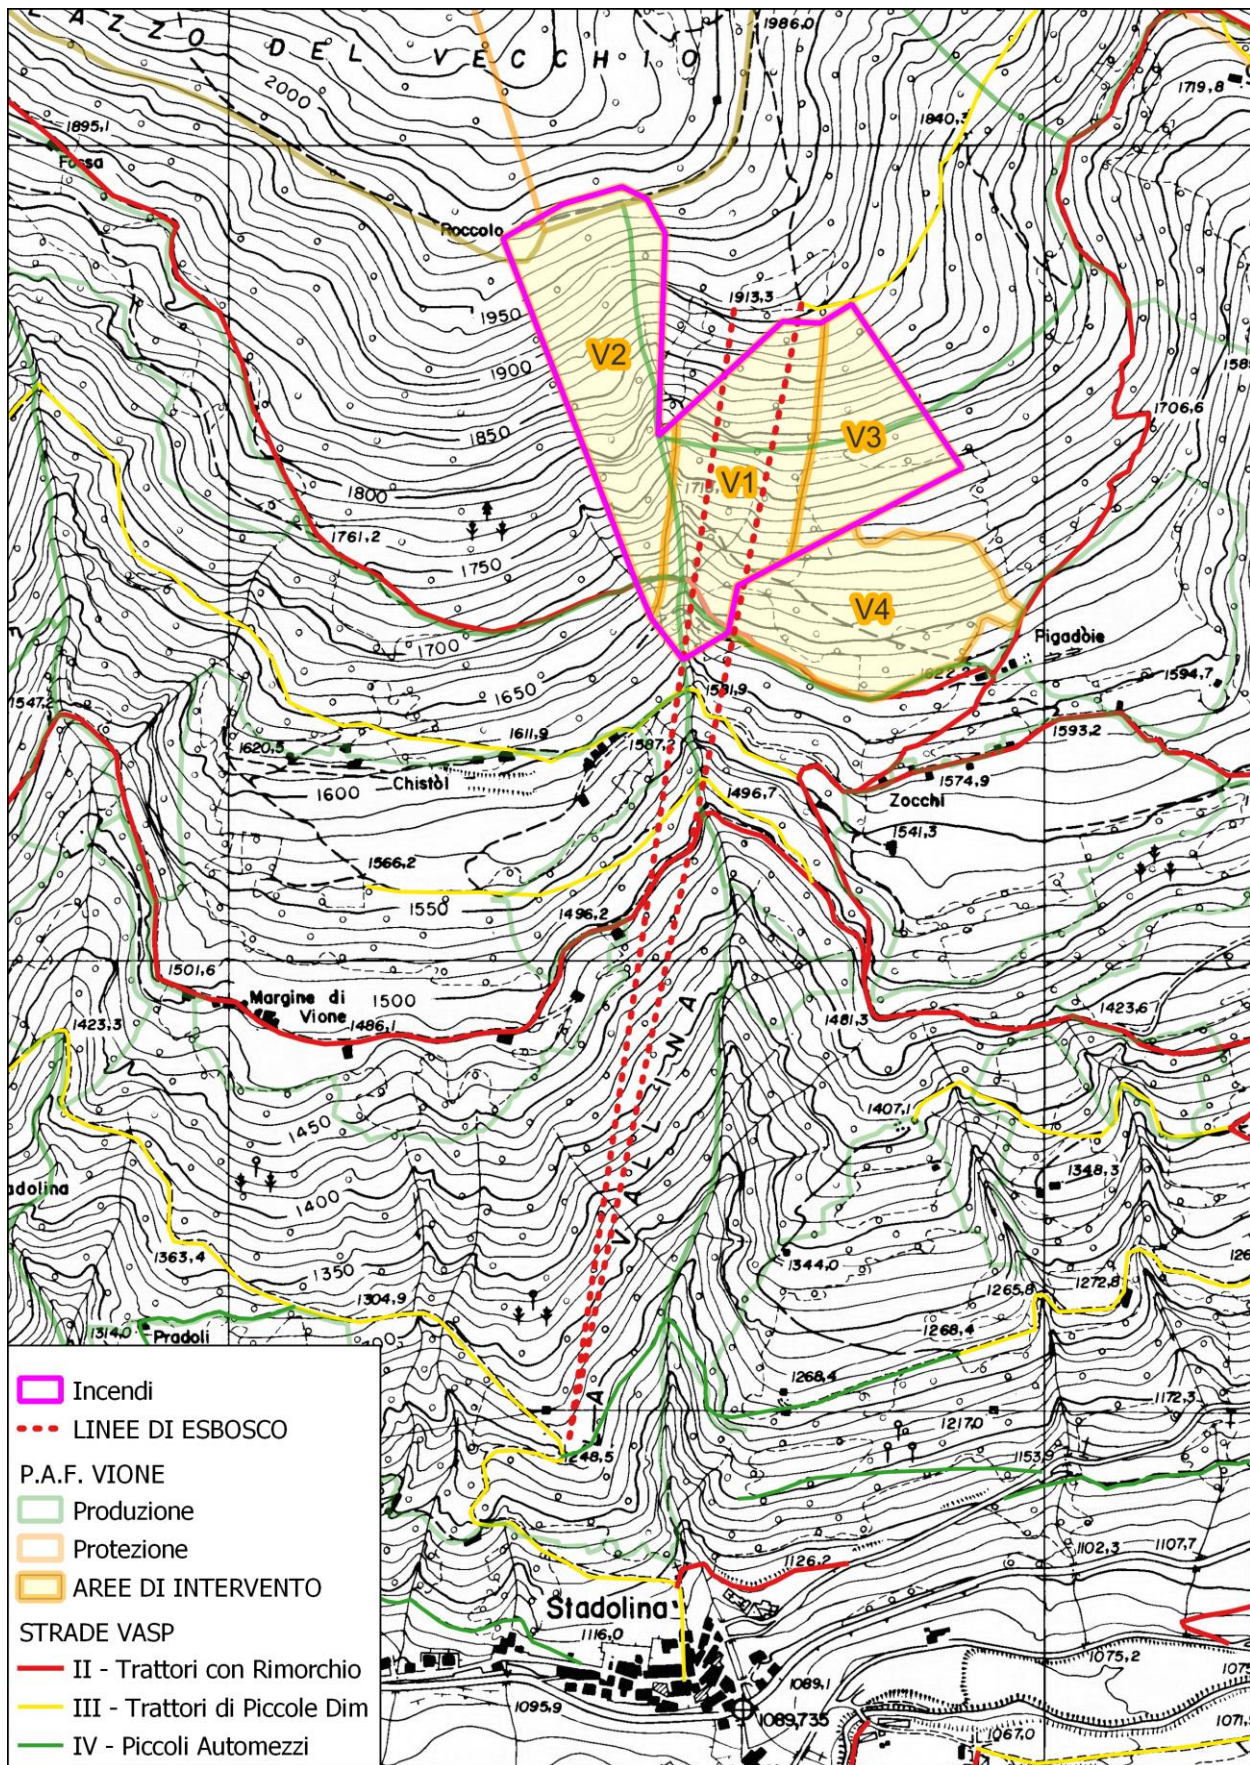 LAZZO DEL VECCHIO
1986,0
2000
1719,8
1895,1
1840,3
Fossa
Roccolo
1913,3
1950
V2
1900
1706,6
1850
V3
V1
1800
1761,2
1750
V4
1700
Pigadòie
1622,2
1594,7
1650
1581,9
1547,2
1611,9
1593,2
1620,5
1587,2
Chistòl
1574,9
1600
1496,7
Zocchi
1541,3
1566,2
1550
1496,2
1501,6
Margine di
Vione
1500
1486,1
1481,3
1423,6
1423,3
VALLINA
1407,1
1450
1348,3
adolina
1400
1363,4
1350
1344,0
1304,9
1265,8
1272,8
1314,0
Pradoli
1268,4
1268,4
1172,3
1217,0
1248,5
1153,9
1126,2
1102,3
1107,7
Stadolina
1116,0
1075,2
1089,1
1095,9
1089,735
1067,0
Incendi
LINEE DI ESBOSCO
P.A.F. VIONE
Produzione
Protezione
AREE DI INTERVENTO
STRADE VASP
II - Trattori con Rimorchio
III - Trattori di Piccole Dim
IV - Piccoli Automezzi